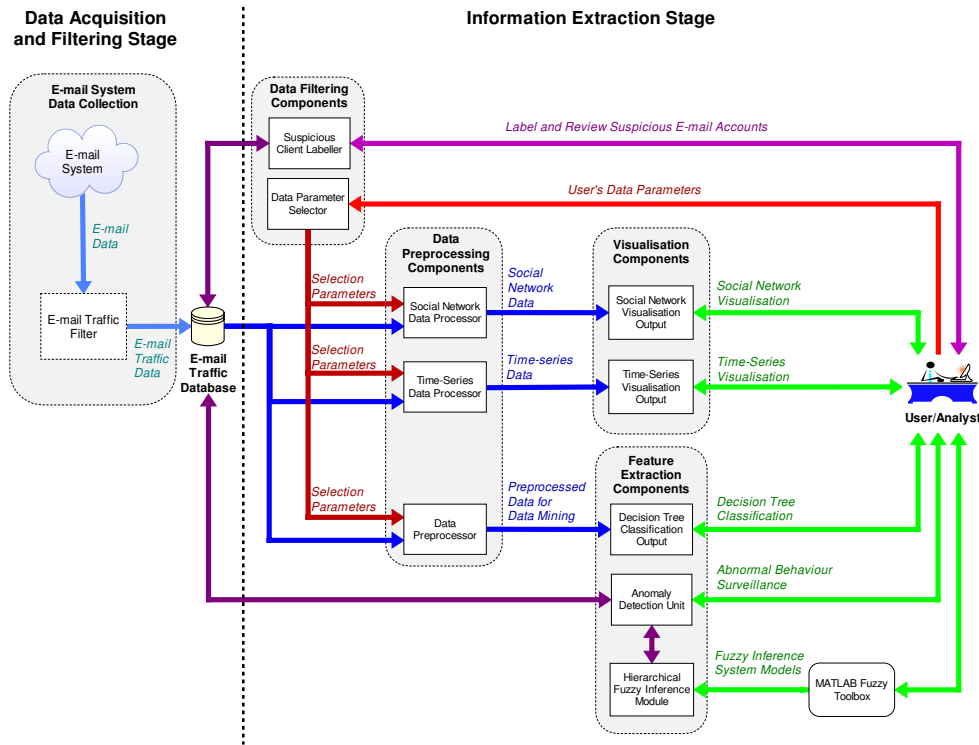 Data Acquisition
and Filtering Stage
Information Extraction Stage
E-mail System
Data Collection
E-mail
System
E-mail
Data
E-mail Traffic
Filter
E-mail
Traffic
Data
E-mail
Traffic
Database
Data Filtering
Components
Suspicious
Client Labeller
Data Parameter
Selector
Label and Review Suspicious E-mail Accounts
User's Data Parameters
Selection
Parameters
Selection
Parameters
Selection
Parameters
Data
Preprocessing
Components
Social Network
Data Processor
Time-Series
Data Processor
Data
Preprocessor
Social
Network
Data
Time-series
Data
Preprocessed
Data for
Data Mining
Visualisation
Components
Social Network
Visualisation
Output
Time-Series
Visualisation
Output
Social Network
Visualisation
Time-Series
Visualisation
User/Analyst
Feature
Extraction
Components
Decision Tree
Classification
Output
Anomaly
Detection Unit
Hierarchical
Fuzzy Inference
Module
Decision Tree
Classification
Abnormal Behaviour
Surveillance
Fuzzy Inference
System Models
MATLAB Fuzzy
Toolbox